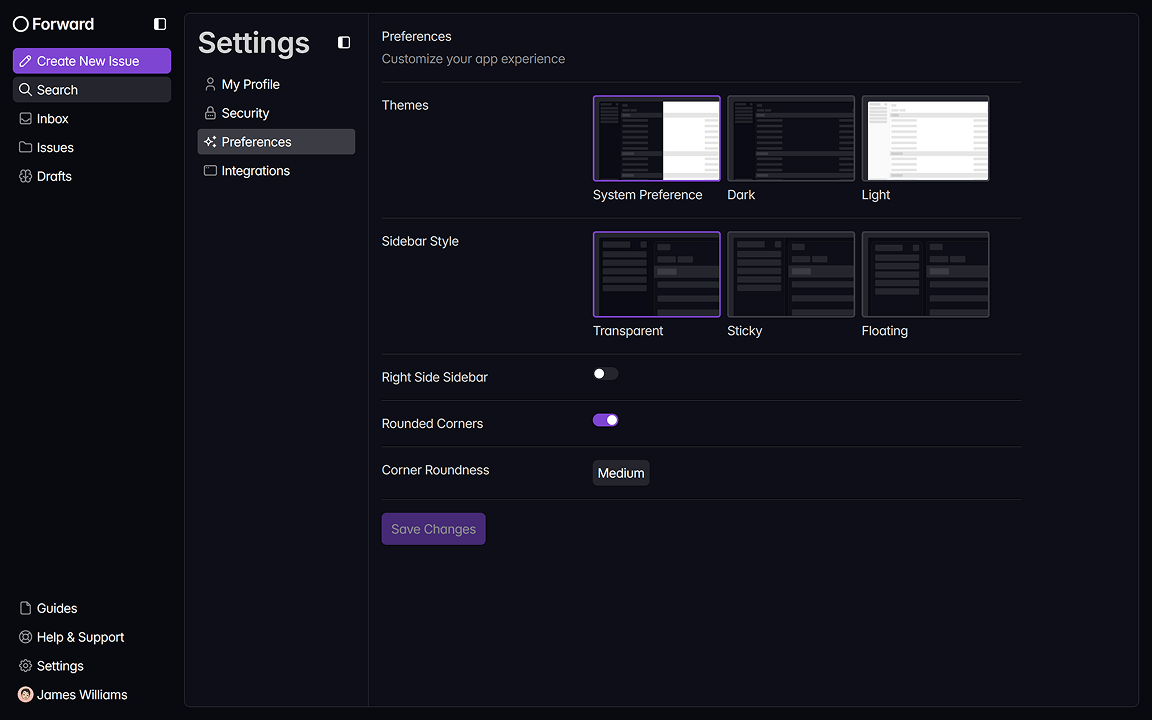 Forward
Create New Issue
Search
Inbox
Issues
Drafts
Guides
Help & Support
Settings
James Williams
Settings
My Profile
Security
Preferences
Integrations
Preferences
Customize your app experience
Themes
System Preference
Dark
Light
Sidebar Style
Transparent
Sticky
Floating
Right Side Sidebar
Rounded Corners
Corner Roundness
Medium
Save Changes